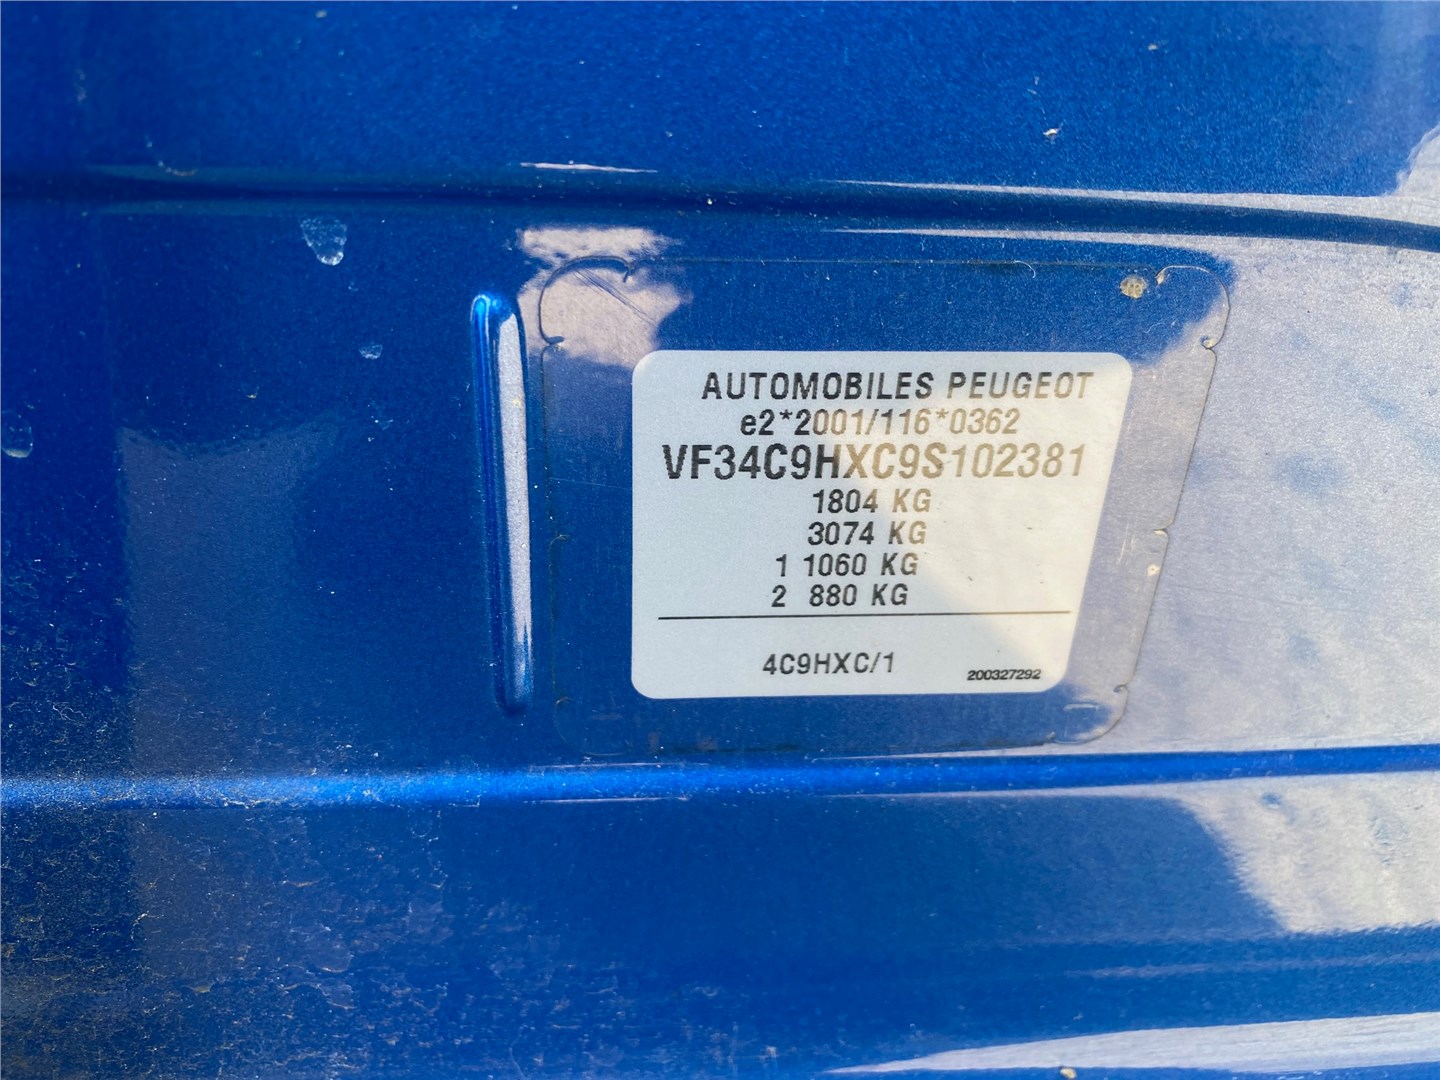 AUTOMOBILES PEUGEOT
e2*2001/116*0362
VF34C9HXC9S102381
1804 KG
3074 KG
1 1060 KG
2 880 KG
4C9HXC/1
200327292